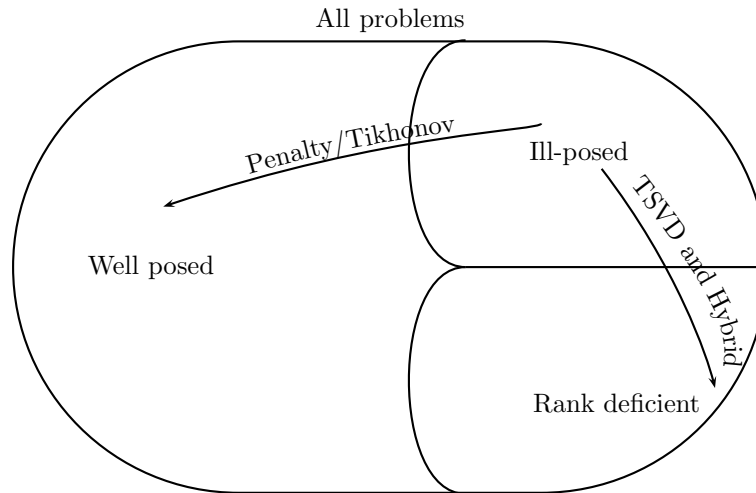 All problems
Penalty/Tikhonov
Ill-posed
TSVD and Hybrid
Well posed
Rank deficient